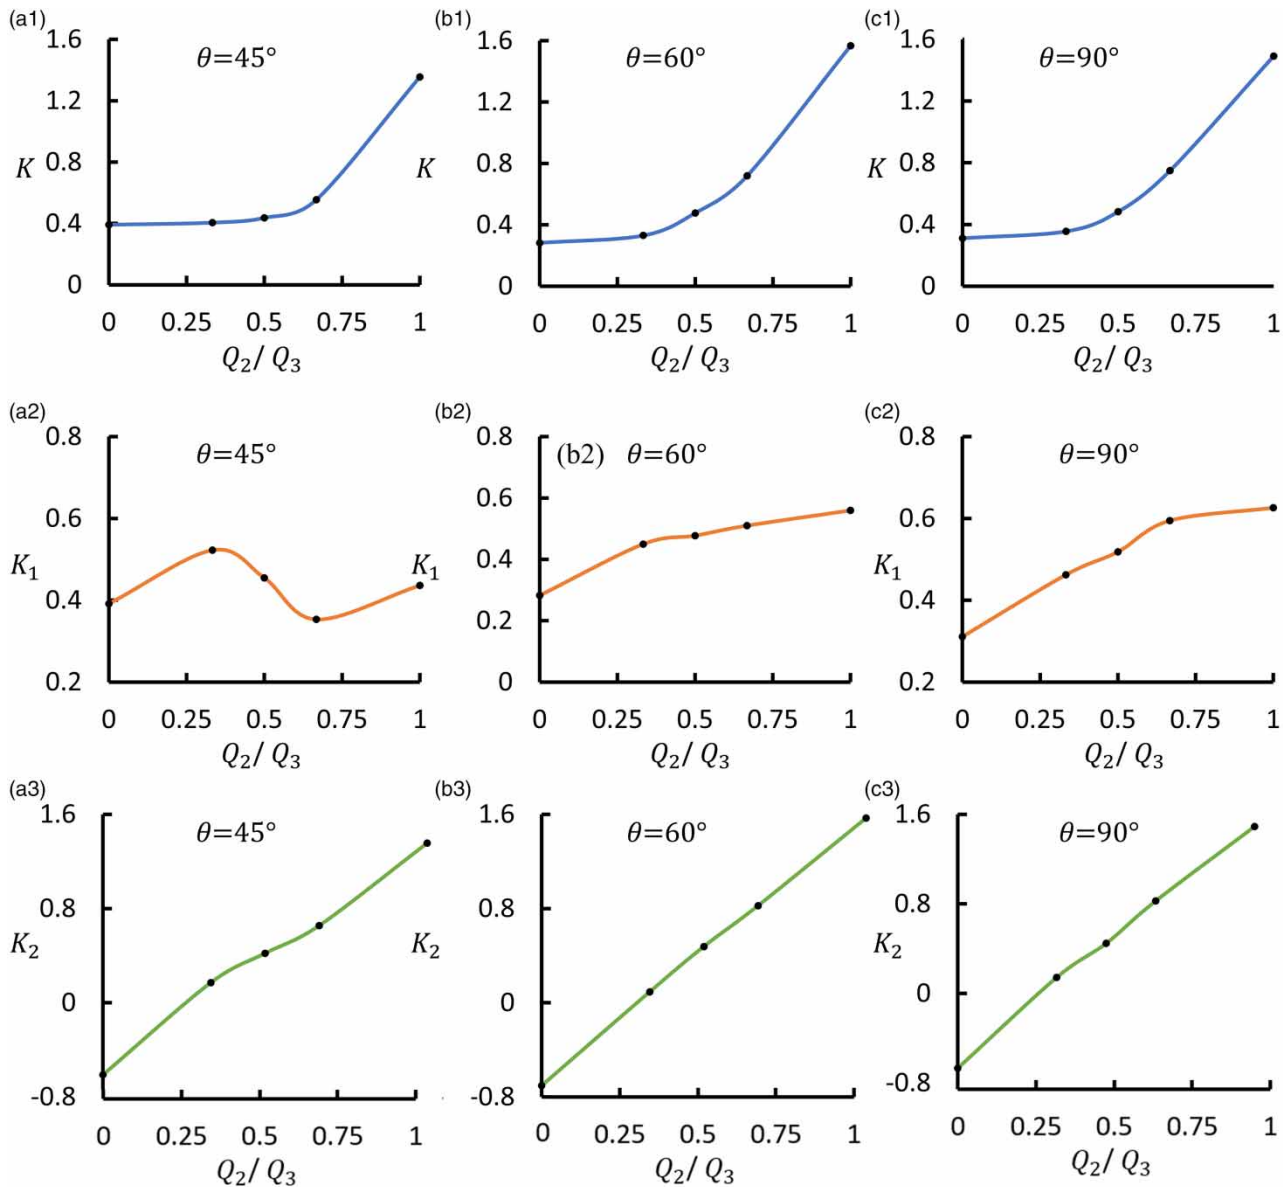 (a1) (b1) (c1)
1.6 1.6 1.6
θ=45° θ=60° θ=90°
1.2 1.2 1.2
K 0.8 K 0.8 K 0.8
0.4 0.4 0.4
0 0 0
0 0.25 0.5 0.75 1 0 0.25 0.5 0.75 1 0 0.25 0.5 0.75 1
Q₂/ Q₃ Q₂/ Q₃ Q₂/ Q₃
(a2) (b2) (c2)
0.8 0.8 0.8
θ=45° (b2) θ=60° θ=90°
0.6 0.6 0.6
K₁ K₁ 0.4 K₁
0.4 0.2 0.4
0.2 0 0.2
0 0.25 0.5 0.75 1 0 0.25 0.5 0.75 1 0 0.25 0.5 0.75 1
Q₂/ Q₃ Q₂/ Q₃ Q₂/ Q₃
(a3) (b3) (c3)
1.6 1.6 1.6
θ=45° θ=60° θ=90°
0.8 0.8 0.8
K₂ K₂ K₂
0 0 0
-0.8 -0.8 -0.8
0 0.25 0.5 0.75 1 0 0.25 0.5 0.75 1 0 0.25 0.5 0.75 1
Q₂/ Q₃ Q₂/ Q₃ Q₂/ Q₃